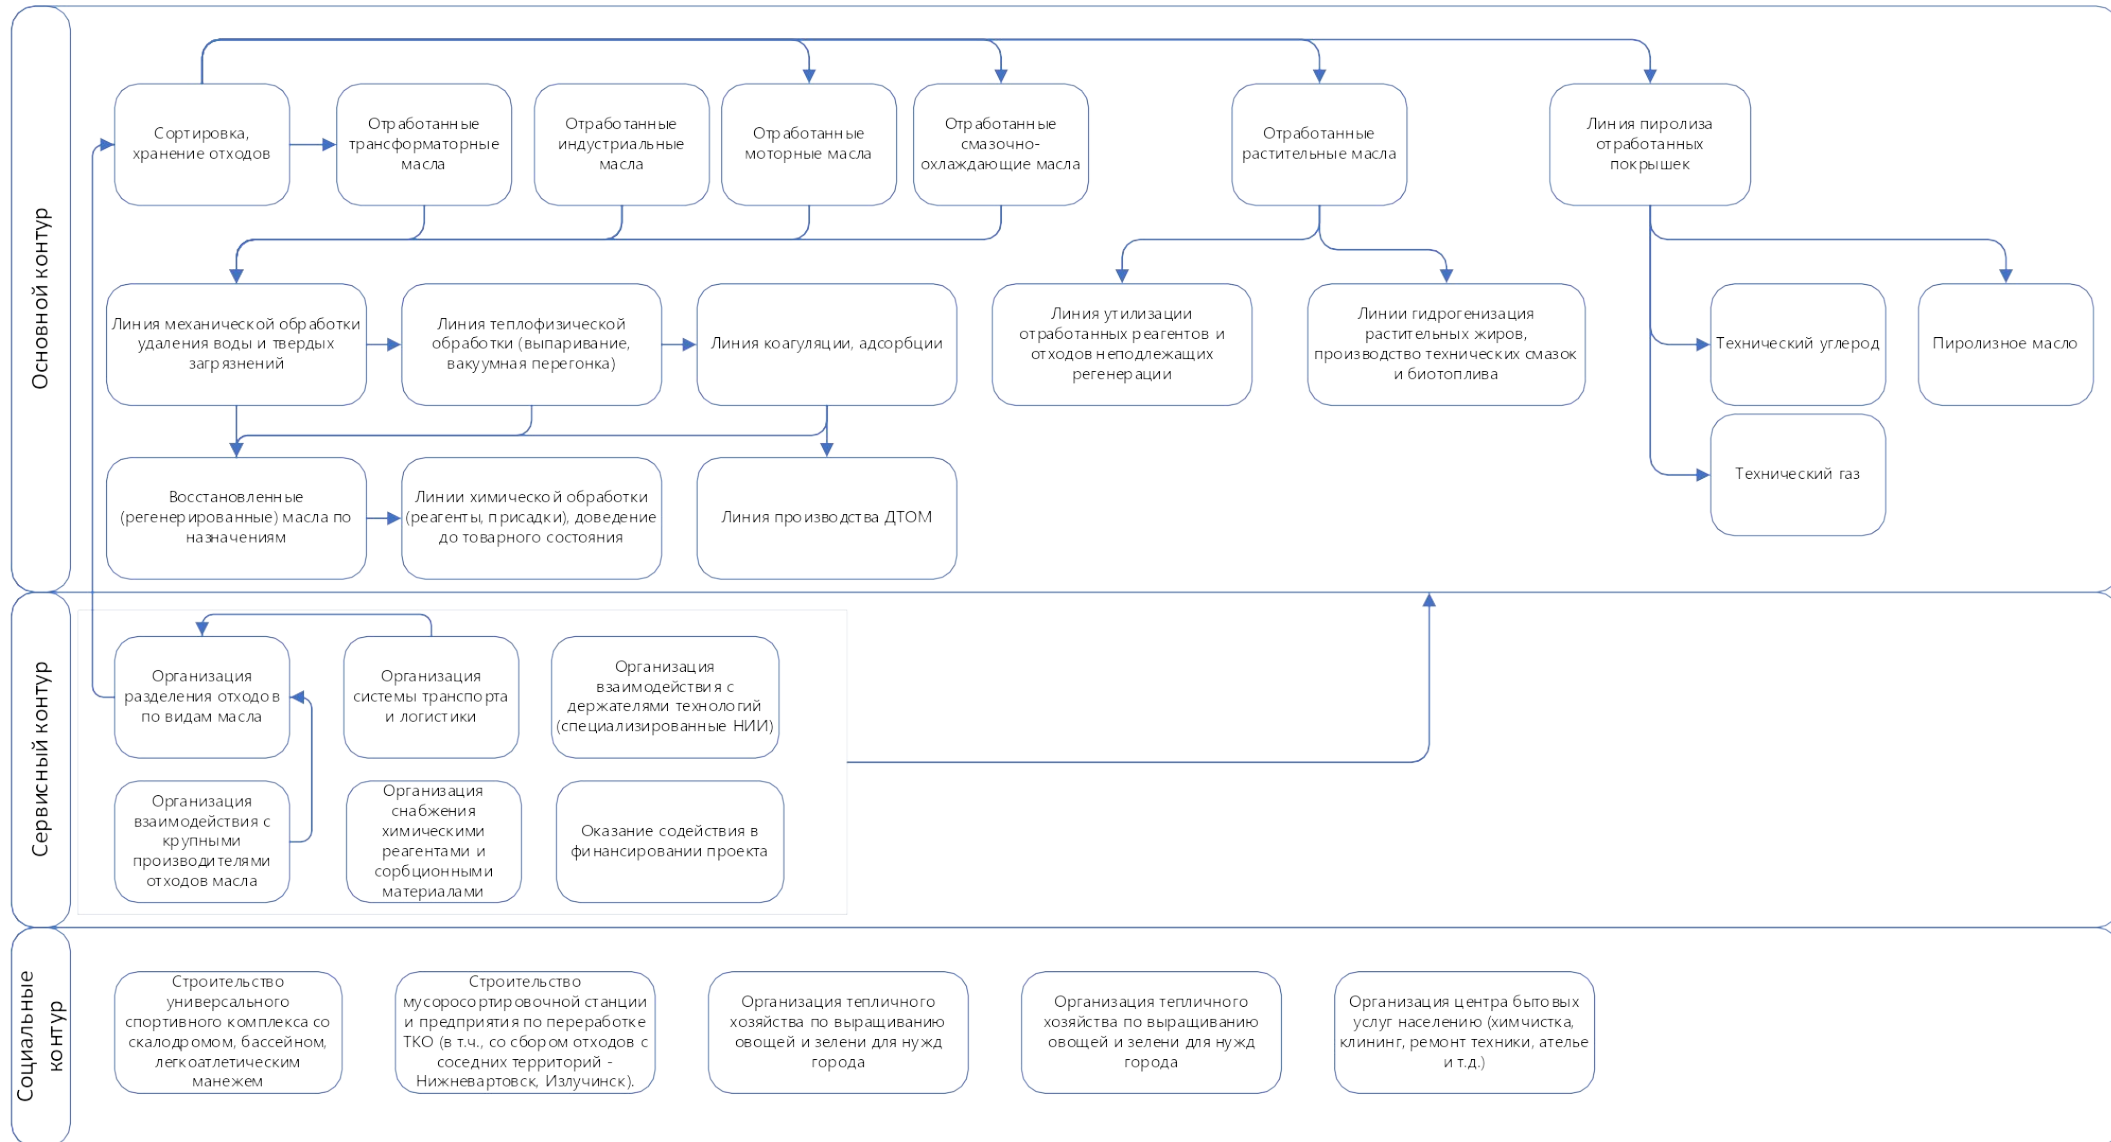 Основной контур
Сортировка,
хранение отходов
Отработанные
трансформаторные
масла
Отработанные
индустриальные
масла
Отработанные
моторные масла
Отработанные
смазочно-
охлаждающие масла
Отработанные
растительные масла
Линия пиролиза
отработанных
покрышек
Линия механической обработки
удаления воды и твердых
загрязнений
Линия теплофизической
обработки (выпаривание,
вакуумная перегонка)
Линия коагуляции, адсорбции
Линия утилизации
отработанных реагентов и
отходов неподлежащих
регенерации
Линии гидрогенизация
растительных жиров,
производство технических смазок
и биотоплива
Технический углерод
Пиролизное масло
Технический газ
Восстановленные
(регенерированные) масла по
назначениям
Линии химической обработки
(реагенты, присадки), доведение
до товарного состояния
Линия производства ДТОМ
Сервисный контур
Организация
разделения отходов
по видам масла
Организация
системы транспорта
и логистики
Организация
взаимодействия с
держателями технологий
(специализированные НИИ)
Организация
взаимодействия с
крупными
производителями
отходов масла
Организация
снабжения
химическими
реагентами и
сорбционными
материалами
Оказание содействия в
финансировании проекта
Социальные
контур
Строительство
универсального
спортивного комплекса со
скалодромом, бассейном,
легкоатлетическим
манежем
Строительство
мусоросортировочной станции
и предприятия по переработке
ТКО (в т.ч., со сбором отходов с
соседних территорий -
Нижневартовск, Излучинск).
Организация тепличного
хозяйства по выращиванию
овощей и зелени для нужд
города
Организация тепличного
хозяйства по выращиванию
овощей и зелени для нужд
города
Организация центра бытовых
услуг населению (химчистка,
клининг, ремонт техники, ателье
и т.д.)